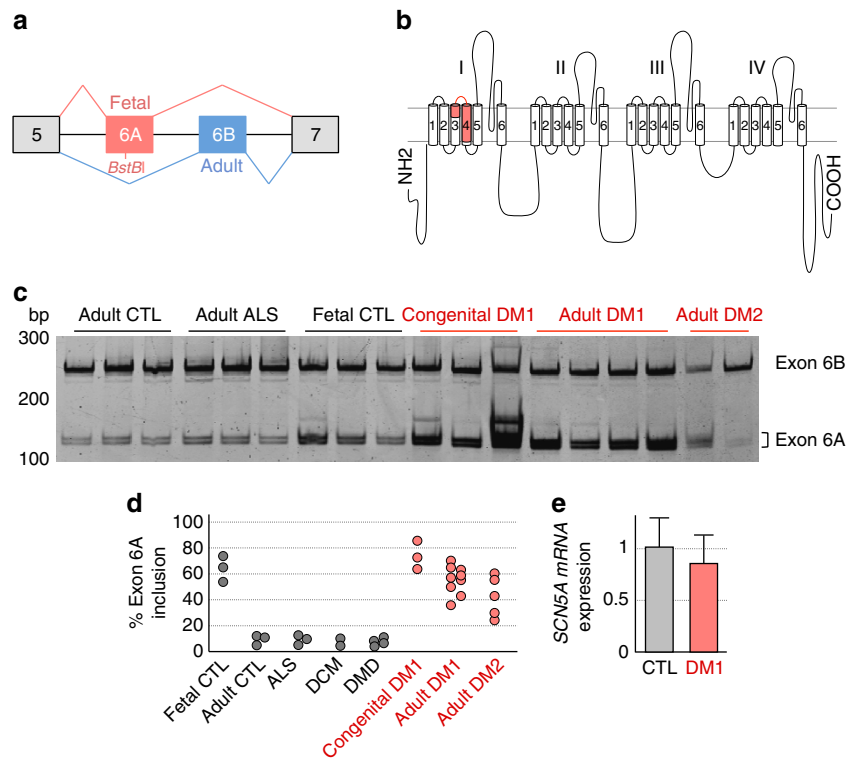 a
Fetal
5 6A 6B 7
BstBI
Adult
b
I II III IV
1 2 3 4 5 6 1 2 3 4 5 6 1 2 3 4 5 6 1 2 3 4 5 6
NH2
COOH
c
bp Adult CTL Adult ALS Fetal CTL Congenital DM1 Adult DM1 Adult DM2
300
Exon 6B
200
Exon 6A
100
d
% Exon 6A
inclusion
100
80
60
40
20
0
Fetal CTL
Adult CTL
ALS
DCM
DMD
Congenital DM1
Adult DM1
Adult DM2
e
SCN5A mRNA
expression
1
0.5
0
CTL DM1